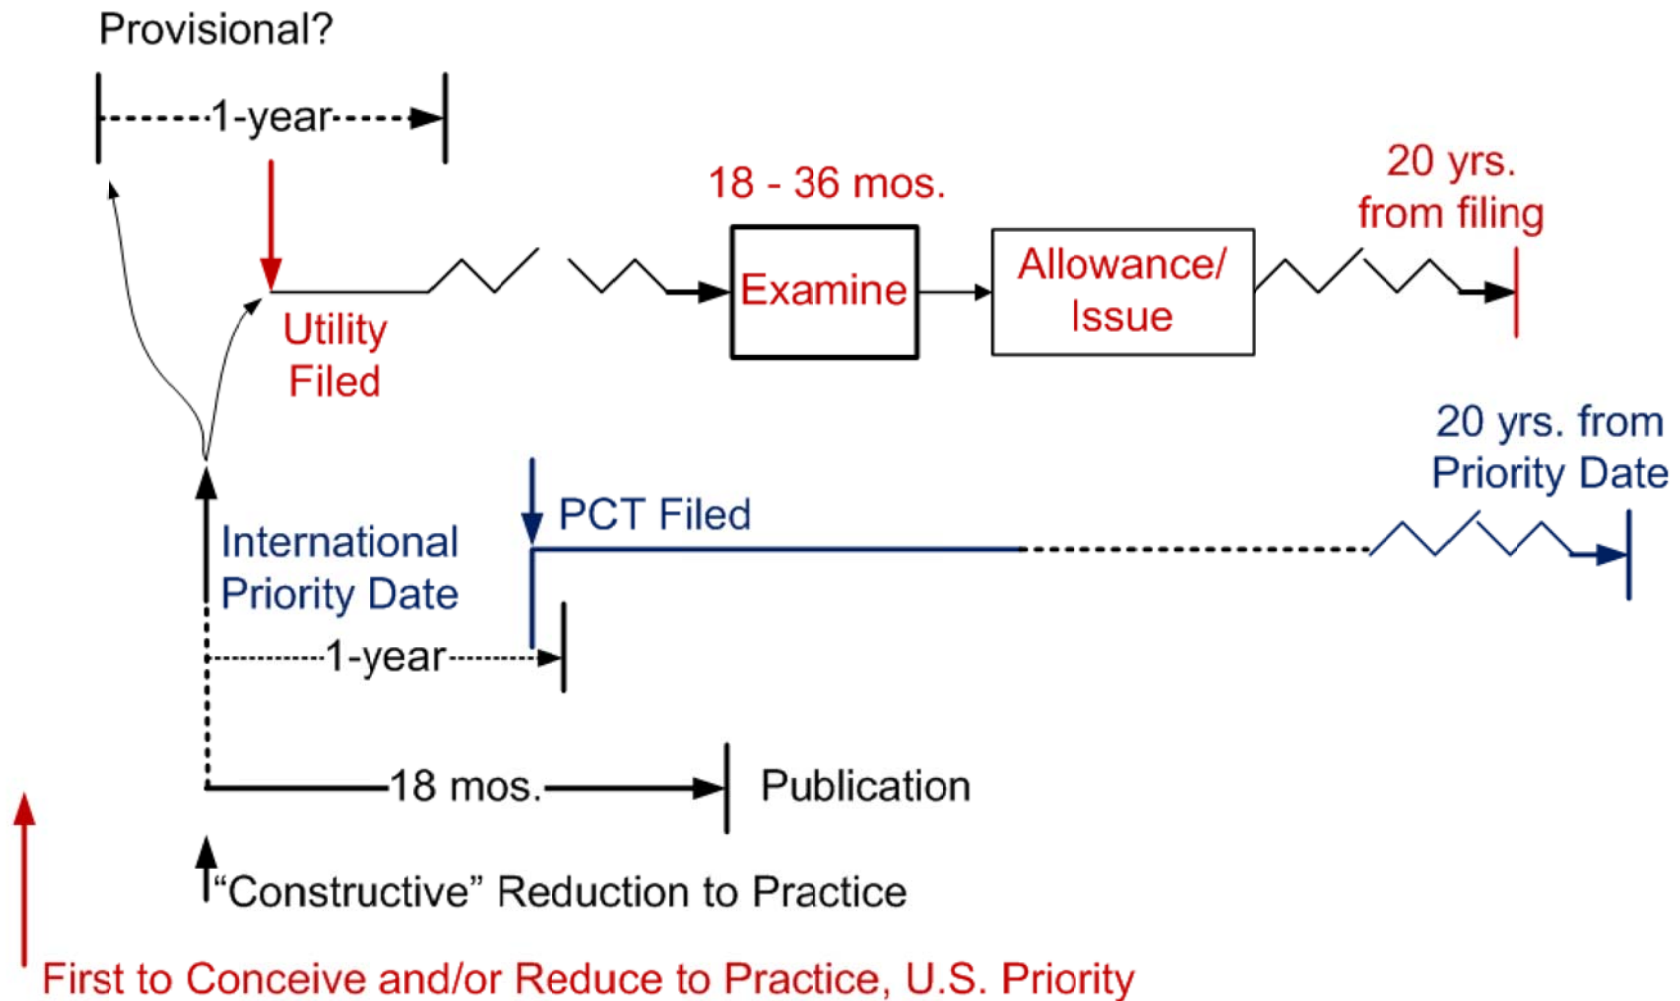 Provisional?
1-year
18 - 36 mos.
20 yrs.
from filing
Examine
Allowance/
Issue
Utility
Filed
20 yrs. from
Priority Date
PCT Filed
International
Priority Date
1-year
18 mos.
Publication
“Constructive” Reduction to Practice
First to Conceive and/or Reduce to Practice, U.S. Priority